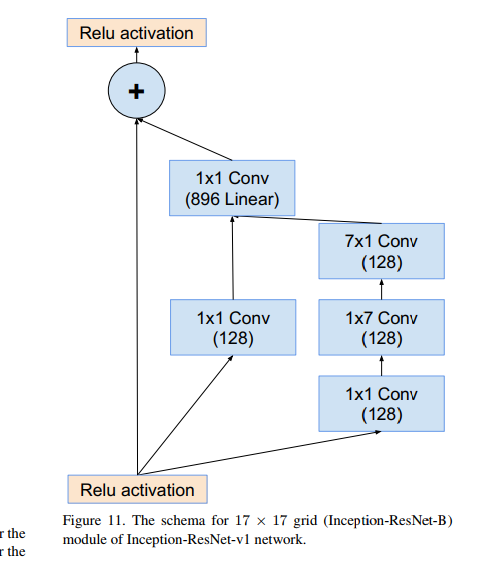 Relu activation
+
1x1 Conv
(896 Linear)
7x1 Conv
(128)
1x1 Conv
(128)
1x7 Conv
(128)
1x1 Conv
(128)
Relu activation
r the
r the
Figure 11. The schema for 17 × 17 grid (Inception-ResNet-B)
module of Inception-ResNet-v1 network.